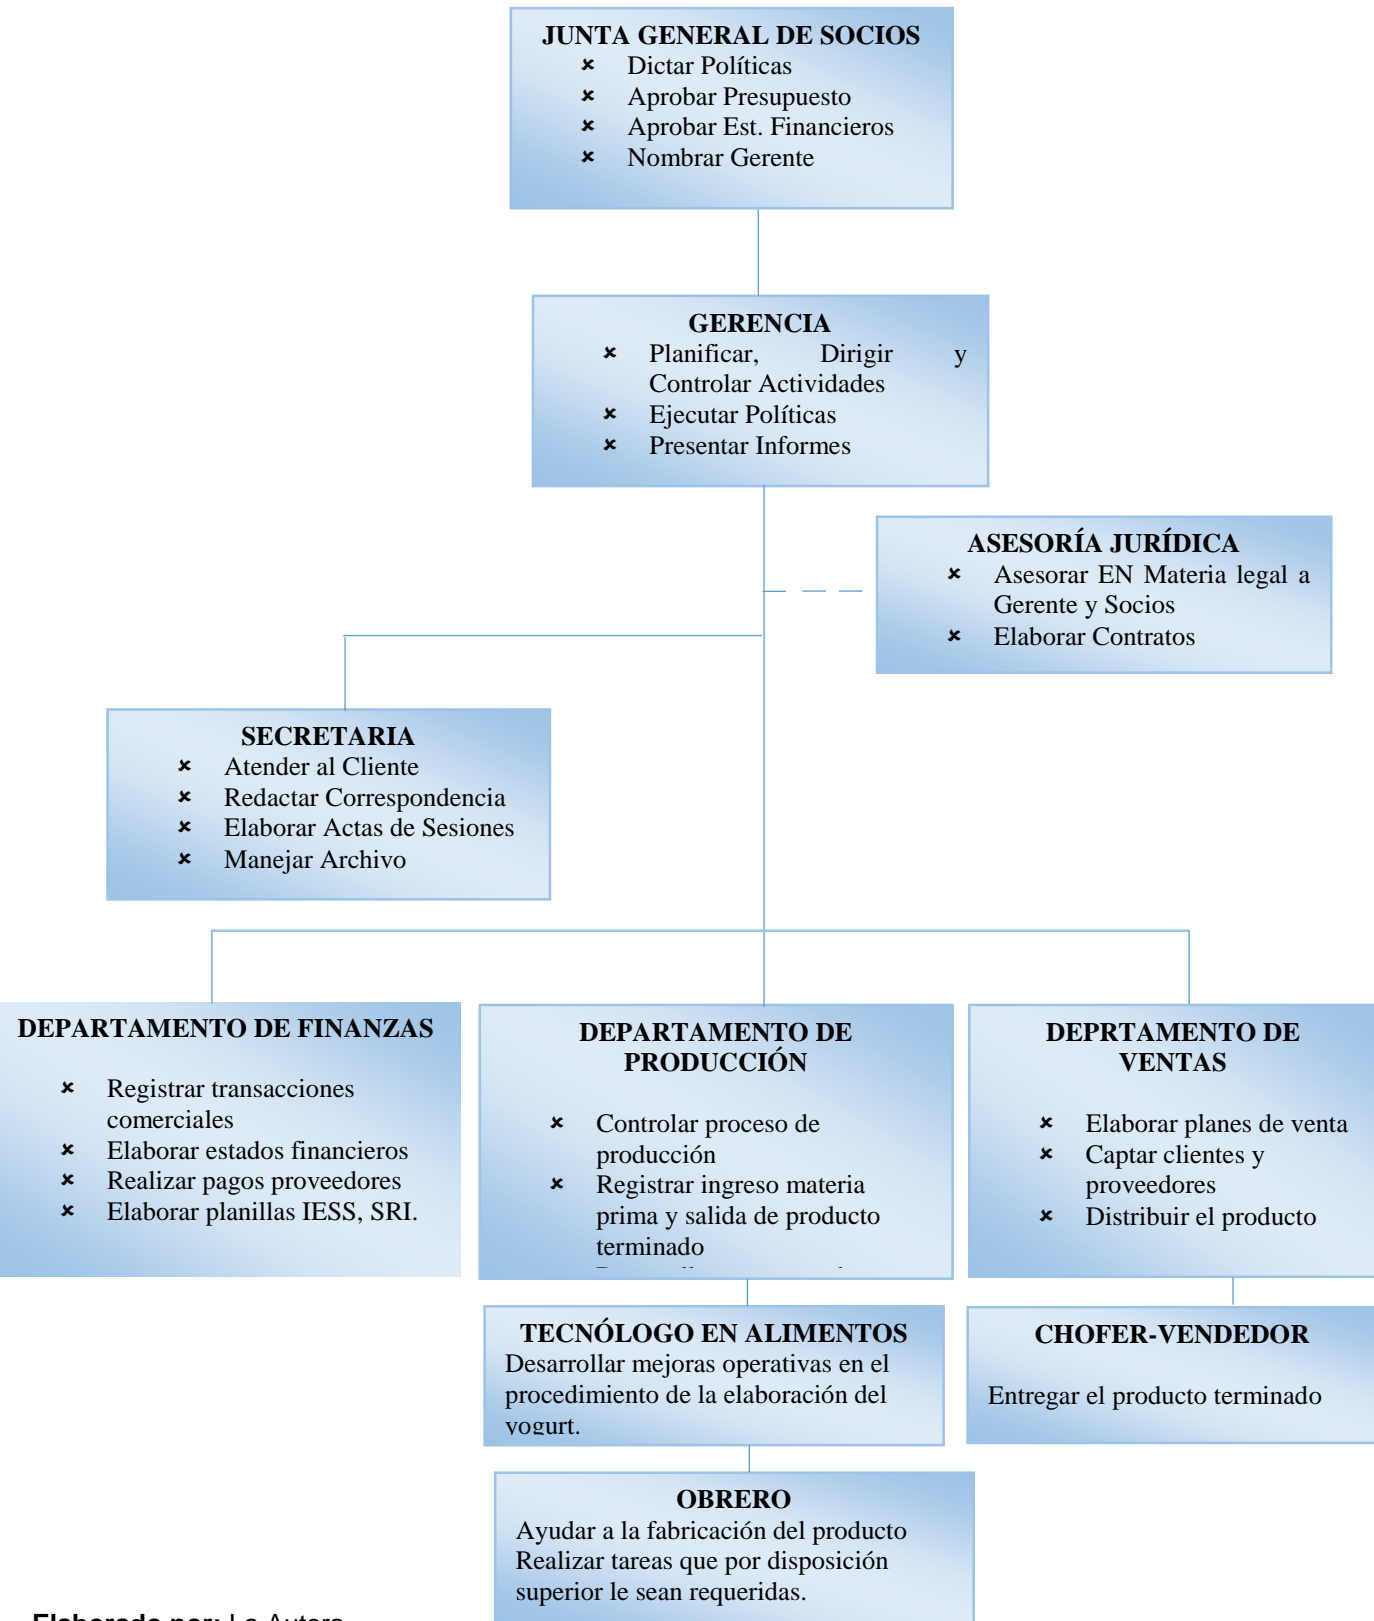 JUNTA GENERAL DE SOCIOS
× Dictar Políticas
× Aprobar Presupuesto
× Aprobar Est. Financieros
× Nombrar Gerente
GERENCIA
× Planificar, Dirigir y
Controlar Actividades
× Ejecutar Políticas
× Presentar Informes
ASESORÍA JURÍDICA
× Asesorar EN Materia legal a
Gerente y Socios
× Elaborar Contratos
SECRETARIA
× Atender al Cliente
× Redactar Correspondencia
× Elaborar Actas de Sesiones
× Manejar Archivo
DEPARTAMENTO DE FINANZAS
× Registrar transacciones
comerciales
× Elaborar estados financieros
× Realizar pagos proveedores
× Elaborar planillas IESS, SRI.
DEPARTAMENTO DE
PRODUCCIÓN
× Controlar proceso de
producción
× Registrar ingreso materia
prima y salida de producto
terminado
DEPRTAMENTO DE
VENTAS
× Elaborar planes de venta
× Captar clientes y
proveedores
× Distribuir el producto
TECNÓLOGO EN ALIMENTOS
Desarrollar mejoras operativas en el
procedimiento de la elaboración del
yogurt.
CHOFER-VENDEDOR
Entregar el producto terminado
OBRERO
Ayudar a la fabricación del producto
Realizar tareas que por disposición
superior le sean requeridas.
Elaborado por: La Autora